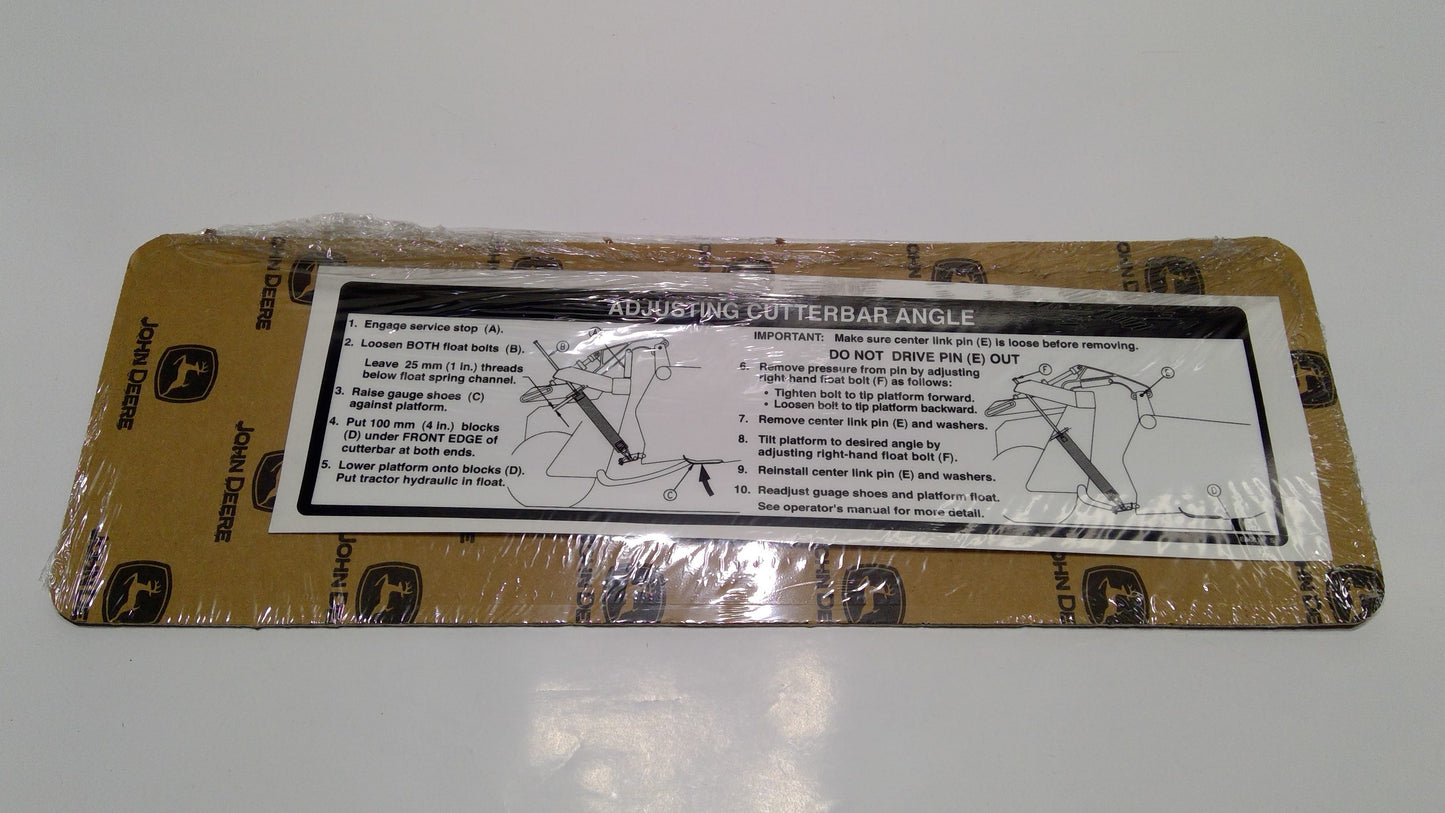 ADJUSTING CUTTERBAR ANGLE
1. Engage service stop (A).
2. Loosen BOTH float bolts (B).
Leave 25 mm (1 in.) threads
below float spring channel.
3. Raise gauge shoes (C)
against platform.
4. Put 100 mm (4 in.) blocks
(D) under FRONT EDGE of
cutterbar at both ends.
5. Lower platform onto blocks (D).
Put tractor hydraulic in float.
A
B
C
IMPORTANT: Make sure center link pin (E) is loose before removing.
DO NOT DRIVE PIN (E) OUT
6. Remove pressure from pin by adjusting
right hand float bolt (F) as follows:
• Tighten bolt to tip platform forward.
• Loosen bolt to tip platform backward.
7. Remove center link pin (E) and washers.
8. Tilt platform to desired angle by
adjusting right-hand float bolt (F).
9. Reinstall center link pin (E) and washers.
10. Readjust guage shoes and platform float.
See operator's manual for more detail.
F
E
D
JOHN DEERE
JOHN DEERE
JOHN DEERE